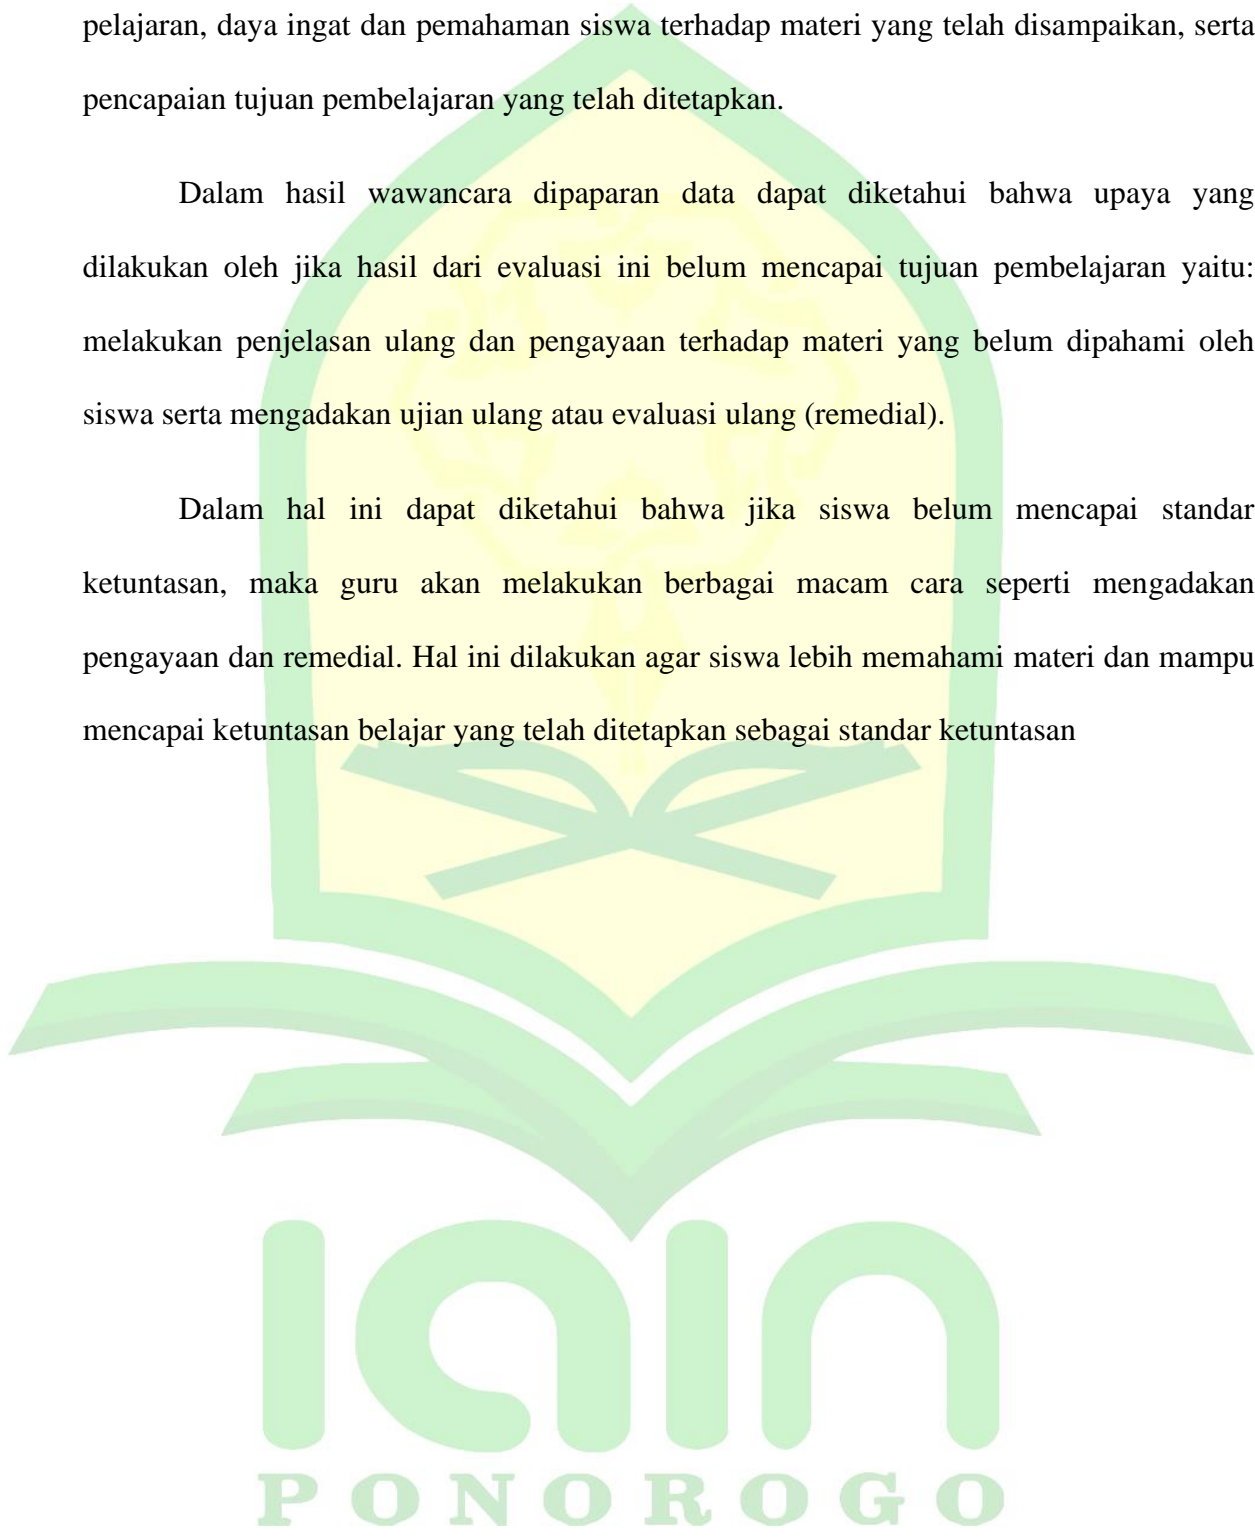 pelajaran, daya ingat dan pemahaman siswa terhadap materi yang telah disampaikan, serta
pencapaian tujuan pembelajaran yang telah ditetapkan.
Dalam hasil wawancara dipaparan data dapat diketahui bahwa upaya yang
dilakukan oleh jika hasil dari evaluasi ini belum mencapai tujuan pembelajaran yaitu:
melakukan penjelasan ulang dan pengayaan terhadap materi yang belum dipahami oleh
siswa serta mengadakan ujian ulang atau evaluasi ulang (remedial).
Dalam hal ini dapat diketahui bahwa jika siswa belum mencapai standar
ketuntasan, maka guru akan melakukan berbagai macam cara seperti mengadakan
pengayaan dan remedial. Hal ini dilakukan agar siswa lebih memahami materi dan mampu
mencapai ketuntasan belajar yang telah ditetapkan sebagai standar ketuntasan
iain
PONOROGO